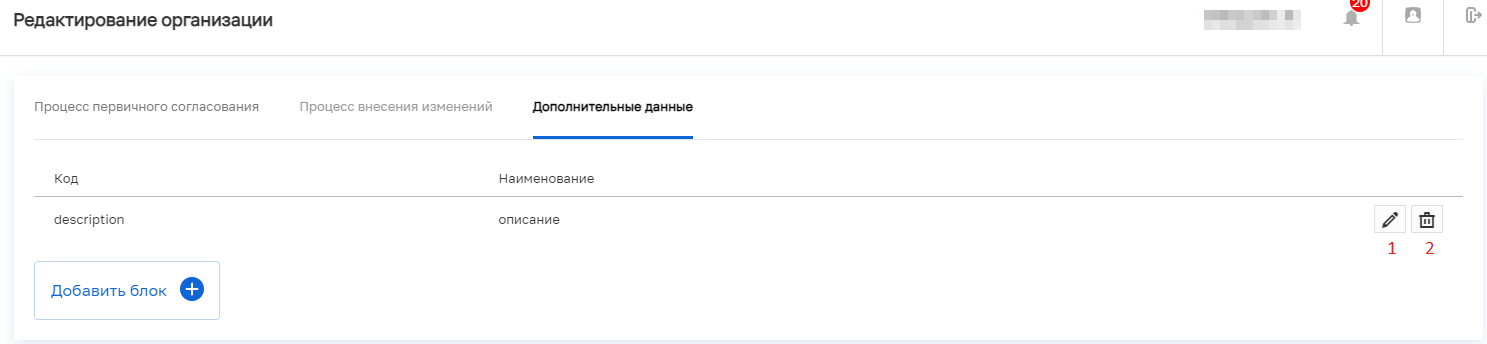 Редактирование организации
20
Процесс первичного согласования Процесс внесения изменений Дополнительные данные
Код Наименование
description описание
1 2
Добавить блок